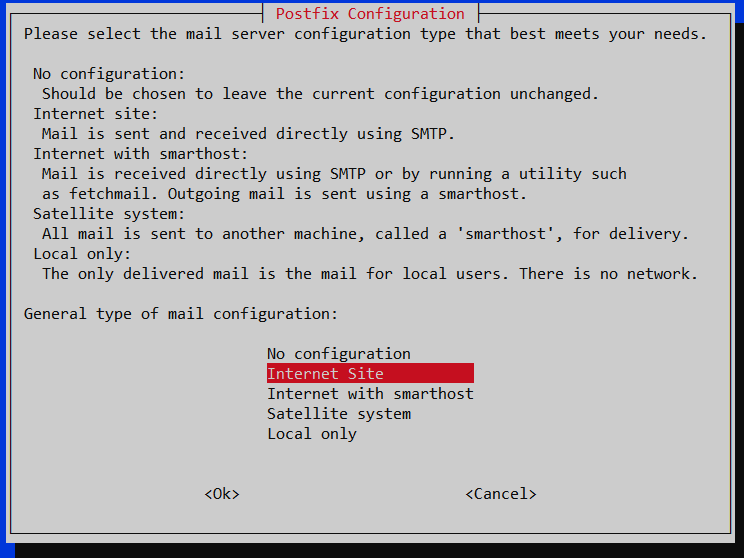 Postfix Configuration
Please select the mail server configuration type that best meets your needs.
No configuration:
Should be chosen to leave the current configuration unchanged.
Internet site:
Mail is sent and received directly using SMTP.
Internet with smarthost:
Mail is received directly using SMTP or by running a utility such
as fetchmail. Outgoing mail is sent using a smarthost.
Satellite system:
All mail is sent to another machine, called a 'smarthost', for delivery.
Local only:
The only delivered mail is the mail for local users. There is no network.
General type of mail configuration:
No configuration
Internet Site
Internet with smarthost
Satellite system
Local only
<Ok> <Cancel>